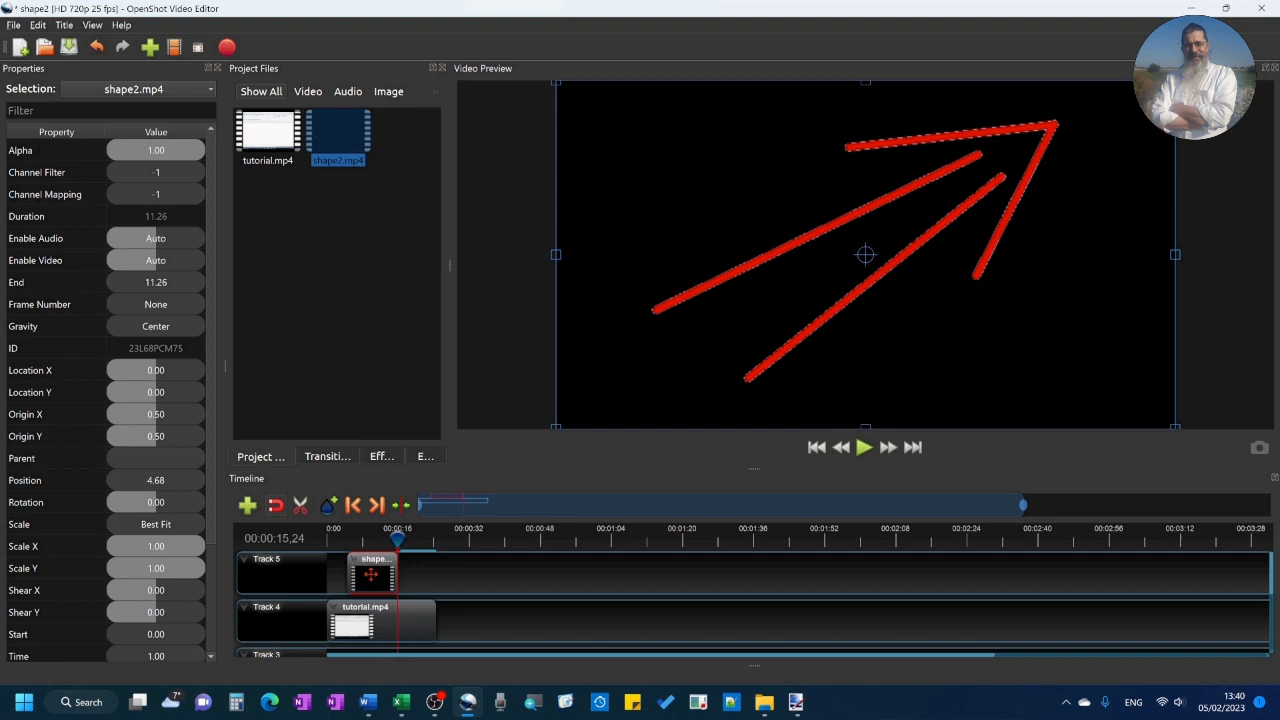 * shape2 [HD 720p 25 fps] - OpenShot Video Editor
File Edit Title View Help
Properties
Selection: shape2.mp4
Filter
Property Value
Alpha 1.00
Channel Filter -1
Channel Mapping -1
Duration 11.26
Enable Audio Auto
Enable Video Auto
End 11.26
Frame Number None
Gravity Center
ID 23L68PCM75
Location X 0.00
Location Y 0.00
Origin X 0.50
Origin Y 0.50
Parent
Position 4.68
Rotation 0.00
Scale Best Fit
Scale X 1.00
Scale Y 1.00
Shear X 0.00
Shear Y 0.00
Start 0.00
Time 1.00
Project Files
Show All Video Audio Image
tutorial.mp4 shape2.mp4
Project ... Transiti... Eff... E...
Video Preview
Timeline
00:00:15,24
0:00 00:00:16 00:00:32 00:00:48 00:01:04 00:01:20 00:01:36 00:01:52 00:02:08 00:02:24 00:02:40 00:02:56 00:03:12 00:03:28
Track 5 shape...
Track 4 tutorial.mp4
Track 3
Search 7° ENG 13:40
05/02/2023